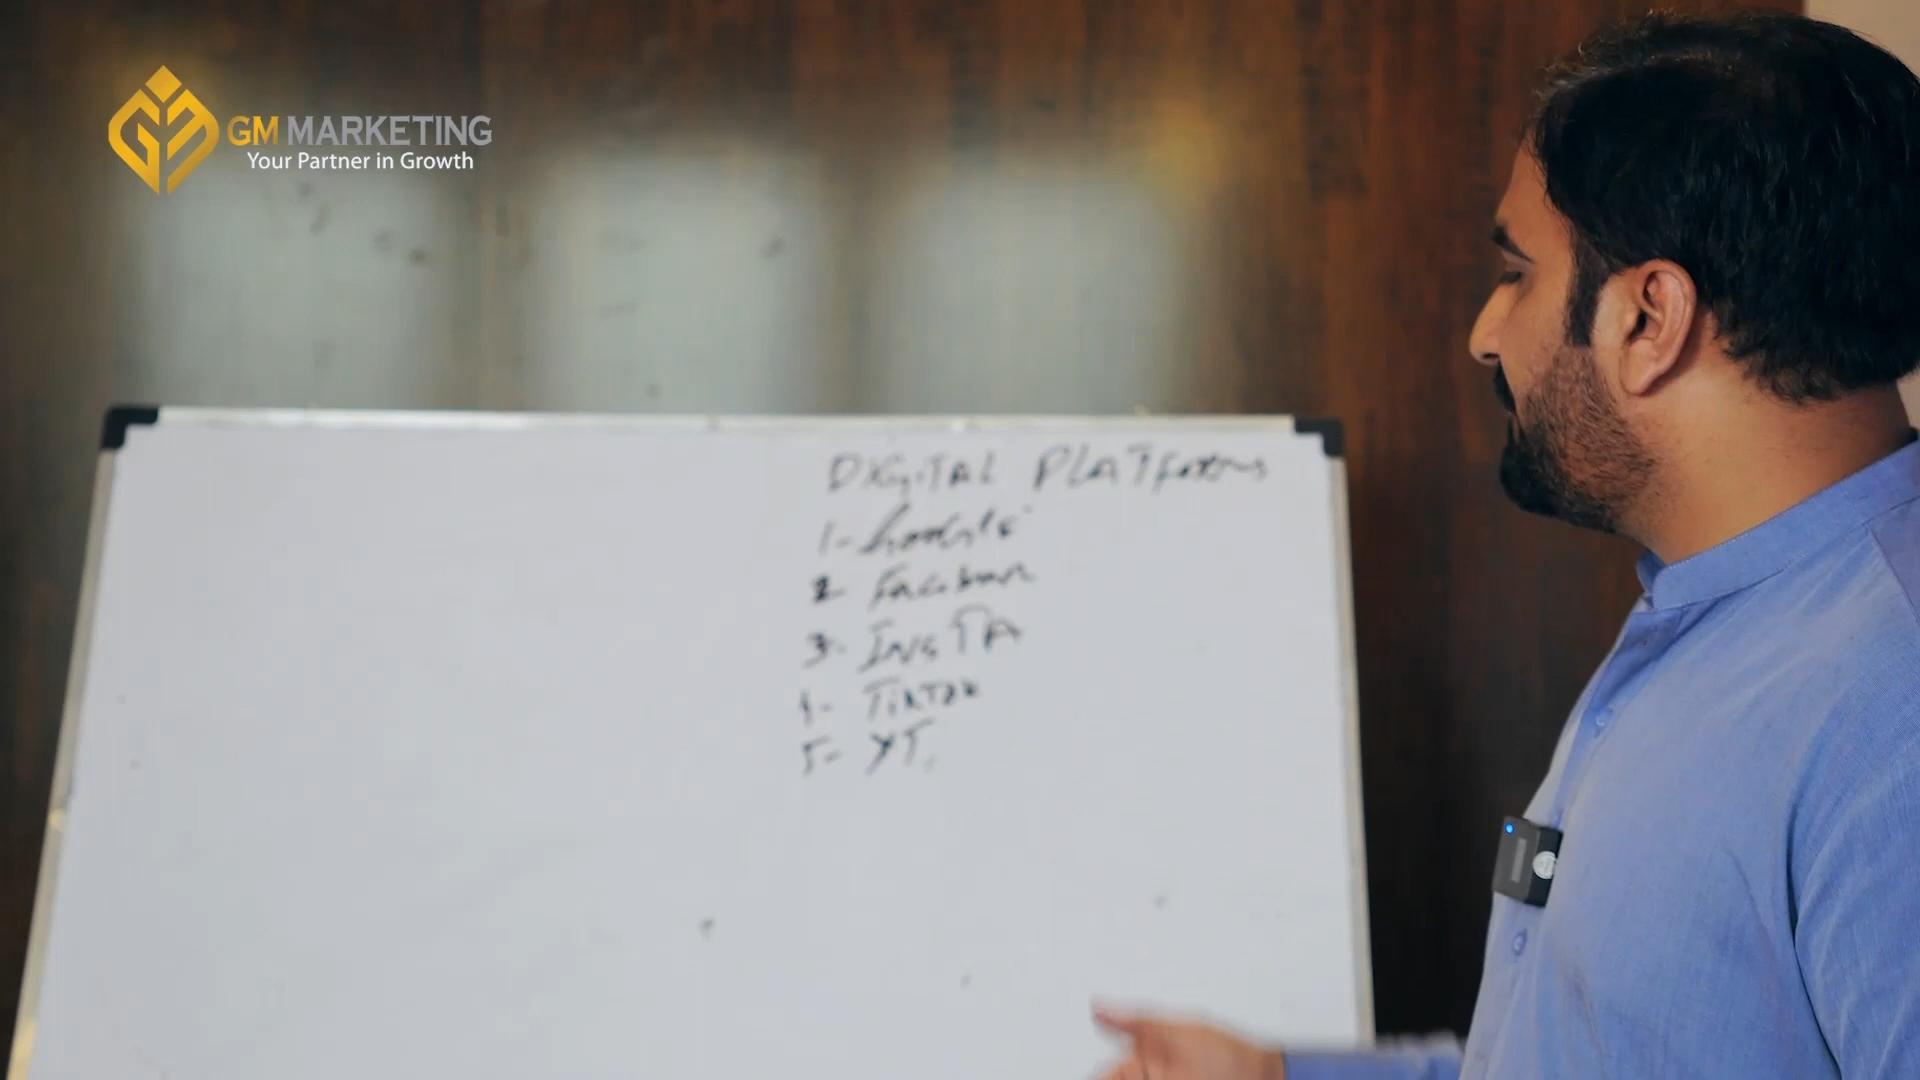 GM MARKETING
Your Partner in Growth
DIGITAL PLATforms
1- Google
2- Facebook
3- INSTA
4- TikTok
5- YT